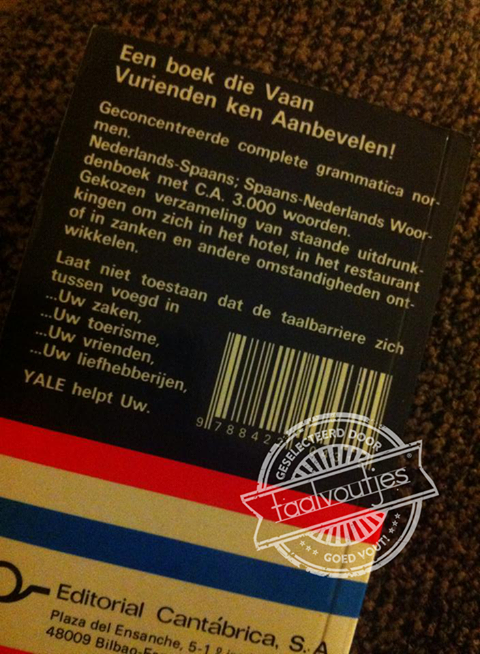 Een boek die Vaan
Vurienden ken Aanbevelen!
Geconcentreerde complete grammatica nor-
men.
Nederlands-Spaans; Spaans-Nederlands Woor-
denboek met C.A. 3.000 woorden.
Gekozen verzameling van staande uitdrunk-
kingen om zich in het hotel, in het restaurant
of in zanken en andere omstandigheden ont-
wikkelen.
Laat niet toestaan dat de taalbarriere zich
tussen voegd in
...Uw zaken,
...Uw toerisme,
...Uw vrienden,
...Uw liefhebberijen,
YALE helpt Uw.
9 78842
GESELECTEERD DOOR
taalvoutjes
GOED VOUT!
Editorial Cantábrica, S.A
Plaza del Ensanche, 5-1
48009 Bilbao-